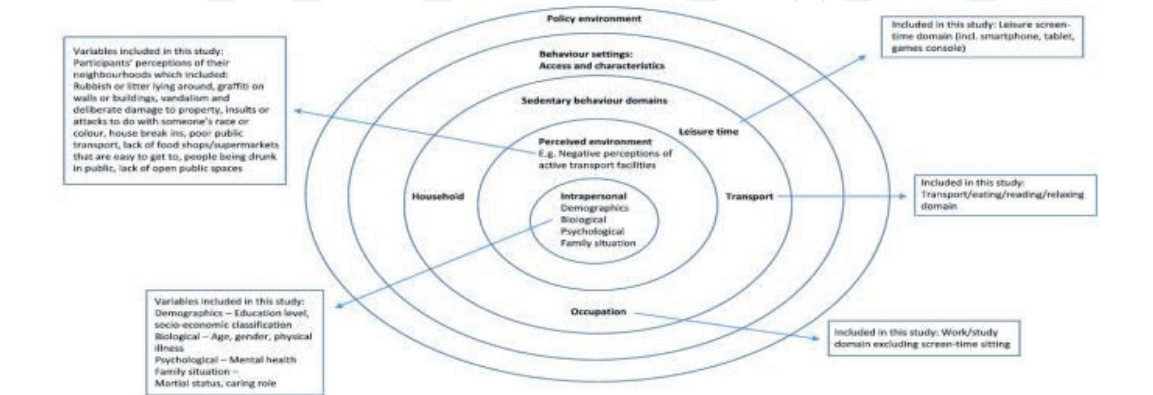 Policy environment
Included in this study: Leisure screen-
time domain (incl. smartphone, tablet,
games console)
Variables included in this study:
Participants' perceptions of their
neighbourhoods which included:
Rubbish or litter lying around, graffiti on
walls or buildings, vandalism and
deliberate damage to property, insults or
attacks to do with someone's race or
colour, house break ins, poor public
transport, lack of food shops/supermarkets
that are easy to get to, people being drunk
in public, lack of open public spaces
Behaviour settings:
Access and characteristics
Sedentary behaviour domains
Leisure time
Perceived environment
E.g. Negative perceptions of
active transport facilities
Household
Intrapersonal
Demographics
Biological
Psychological
Family situation
Transport
Included in this study:
Transport/eating/reading/relaxing
domain
Variables included in this study:
Demographics – Education level,
socio-economic classification
Biological – Age, gender, physical
illness
Psychological – Mental health
Family situation –
Martial status, caring role
Occupation
Included in this study: Work/study
domain excluding screen-time sitting